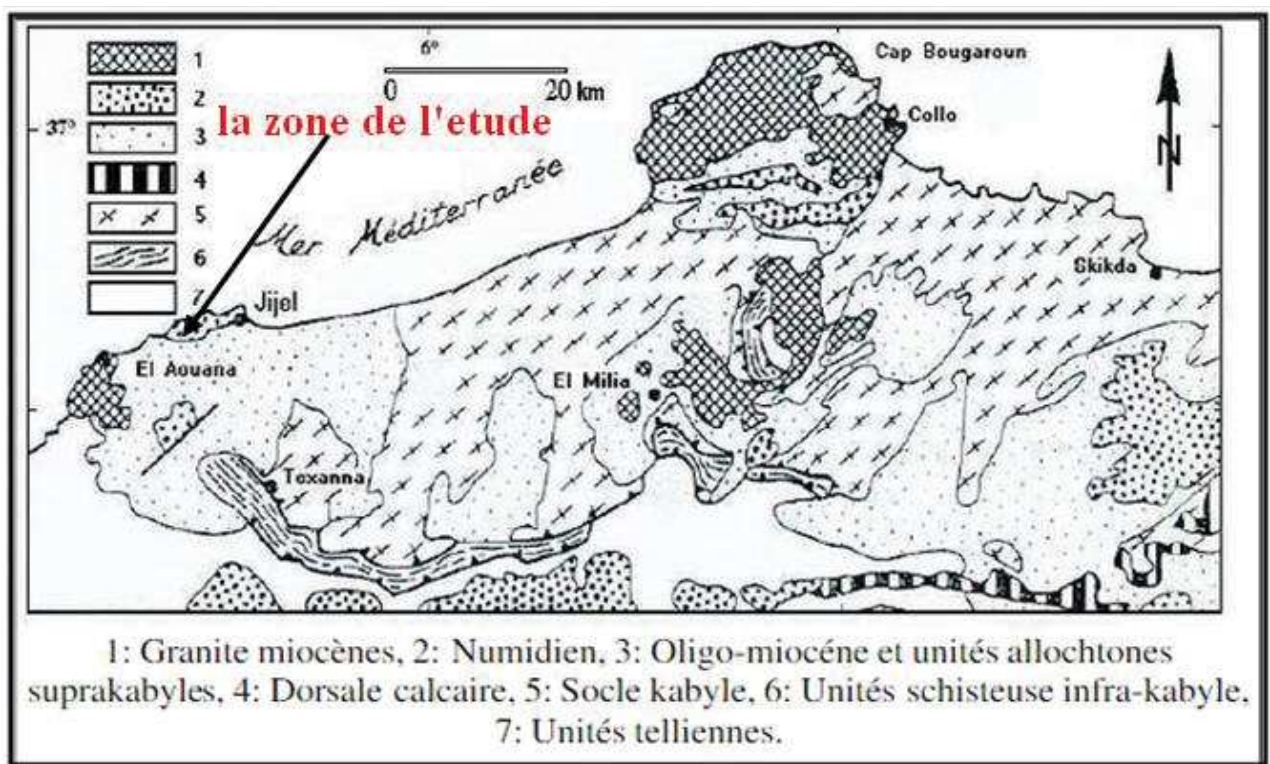 1
2
3
4
5
6
7
6°
0 20 km
37°
la zone de l'etude
Mer Méditerranée
Cap Bougaroun
Collo
N
Skikda
Jijel
El Aouana
El Milia
Texanna
1: Granite miocènes, 2: Numidien, 3: Oligo-miocéne et unités allochtones
suprakabyles, 4: Dorsale calcaire, 5: Socle kabyle, 6: Unités schisteuse infra-kabyle,
7: Unités telliennes.